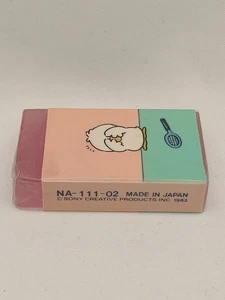 NA-111-02 MADE IN JAPAN
© SONY CREATIVE PRODUCTS INC. 1983